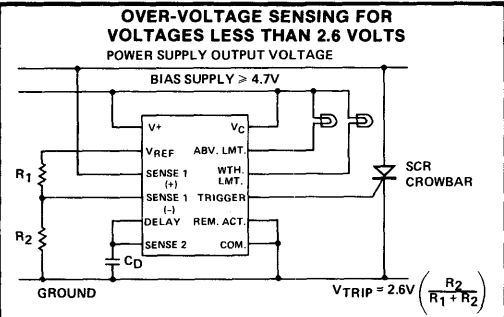 OVER-VOLTAGE SENSING FOR
VOLTAGES LESS THAN 2.6 VOLTS
POWER SUPPLY OUTPUT VOLTAGE
BIAS SUPPLY ⩾ 4.7V
V+
VC
VREF
ABV. LMT.
R1
SENSE 1
(+)
WTH.
LMT.
SCR
CROWBAR
SENSE 1
(-)
TRIGGER
R2
DELAY
REM. ACT.
SENSE 2
COM.
CD
GROUND
VTRIP = 2.6V (R2 / R1 + R2)